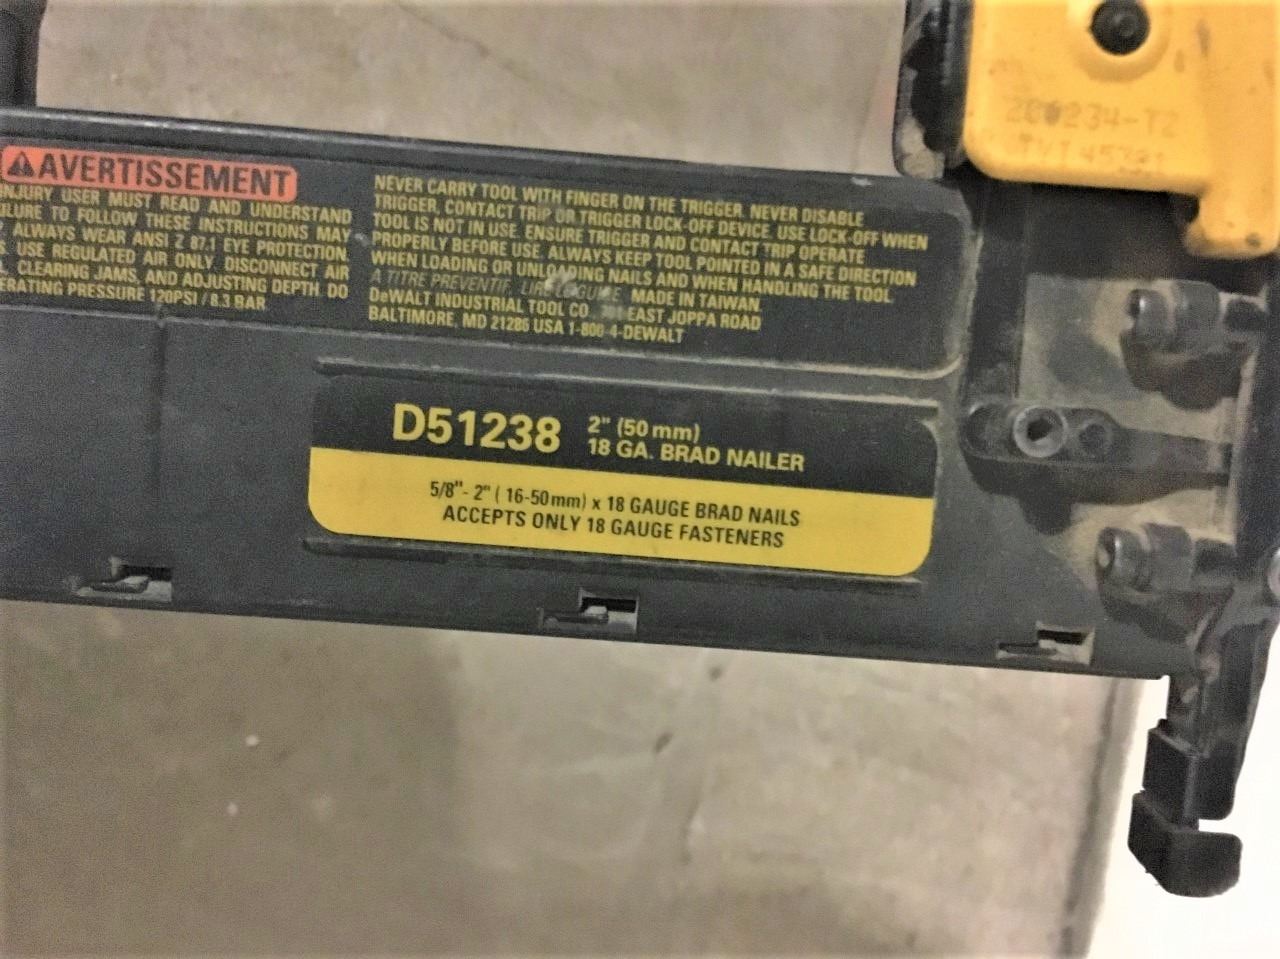 AVERTISSEMENT
INJURY USER MUST READ AND UNDERSTAND
FAILURE TO FOLLOW THESE INSTRUCTIONS MAY
ALWAYS WEAR ANSI Z 87.1 EYE PROTECTION.
USE REGULATED AIR ONLY. DISCONNECT AIR
CLEARING JAMS, AND ADJUSTING DEPTH DO
ERATING PRESSURE 120PSI / 8.3 BAR.
NEVER CARRY TOOL WITH FINGER ON THE TRIGGER. NEVER DISABLE
TRIGGER, CONTACT TRIP OR TRIGGER LOCK-OFF DEVICE. USE LOCK-OFF WHEN
TOOL IS NOT IN USE. ENSURE TRIGGER AND CONTACT TRIP OPERATE
PROPERLY BEFORE USE. ALWAYS KEEP TOOL POINTED IN A SAFE DIRECTION
WHEN LOADING OR UNLOADING NAILS AND WHEN HANDLING THE TOOL.
A TITRE PREVENTIF, LIRE GUIDE. MADE IN TAIWAN.
DeWALT INDUSTRIAL TOOL CO., 701 EAST JOPPA ROAD
BALTIMORE, MD 21286 USA 1-800-4-DEWALT
D51238 2" (50 mm)
18 GA. BRAD NAILER
5/8"- 2" ( 16-50mm) x 18 GAUGE BRAD NAILS
ACCEPTS ONLY 18 GAUGE FASTENERS